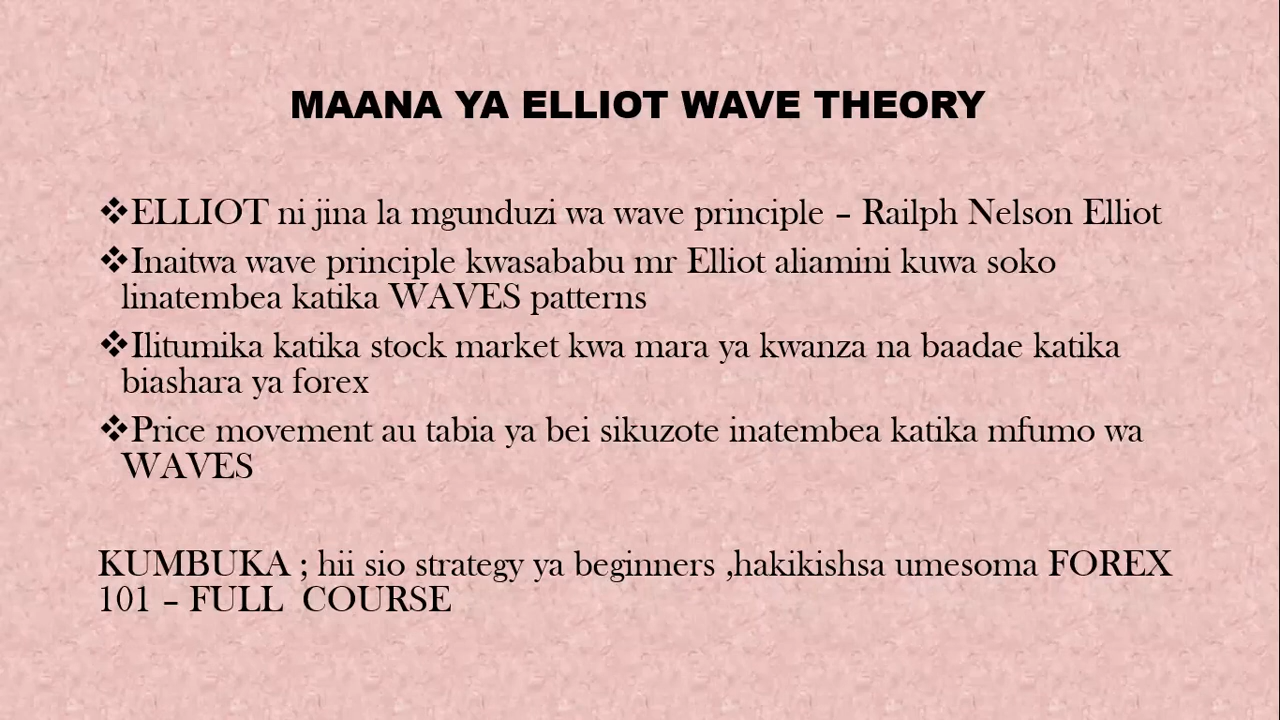 MAANA YA ELLIOT WAVE THEORY
❖ELLIOT ni jina la mgunduzi wa wave principle – Railph Nelson Elliot
❖Inaitwa wave principle kwasababu mr Elliot aliamini kuwa soko
linatembea katika WAVES patterns
❖Ilitumika katika stock market kwa mara ya kwanza na baadae katika
biashara ya forex
❖Price movement au tabia ya bei sikuzote inatembea katika mfumo wa
WAVES
KUMBUKA ; hii sio strategy ya beginners ,hakikishsa umesoma FOREX
101 – FULL COURSE